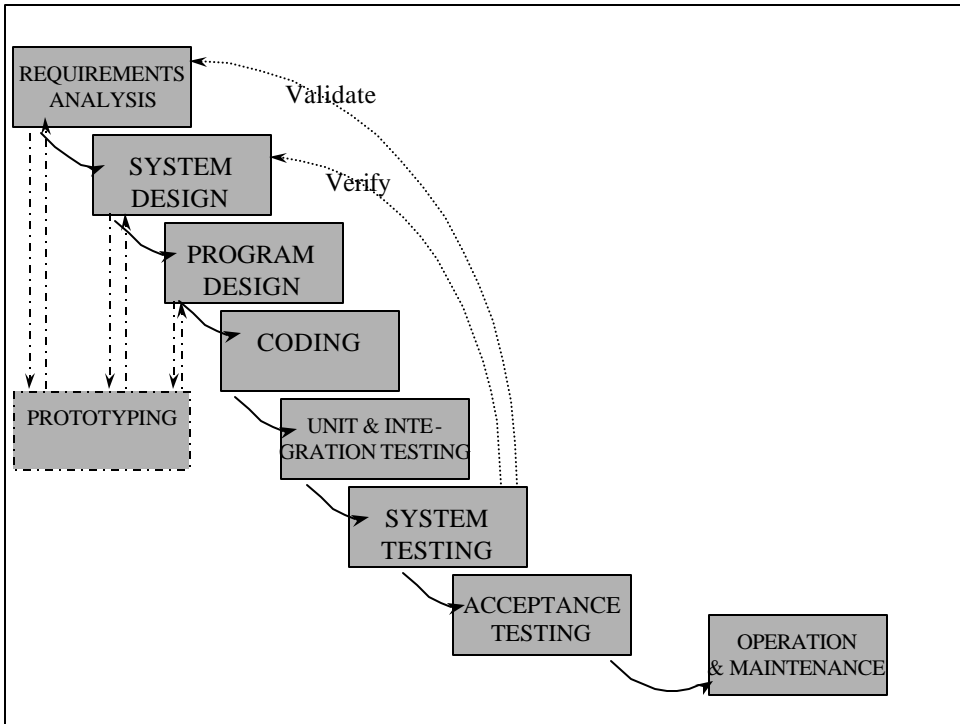 REQUIREMENTS
ANALYSIS
Validate
SYSTEM
DESIGN
Verify
PROGRAM
DESIGN
CODING
PROTOTYPING
UNIT & INTE-
GRATION TESTING
SYSTEM
TESTING
ACCEPTANCE
TESTING
OPERATION
& MAINTENANCE